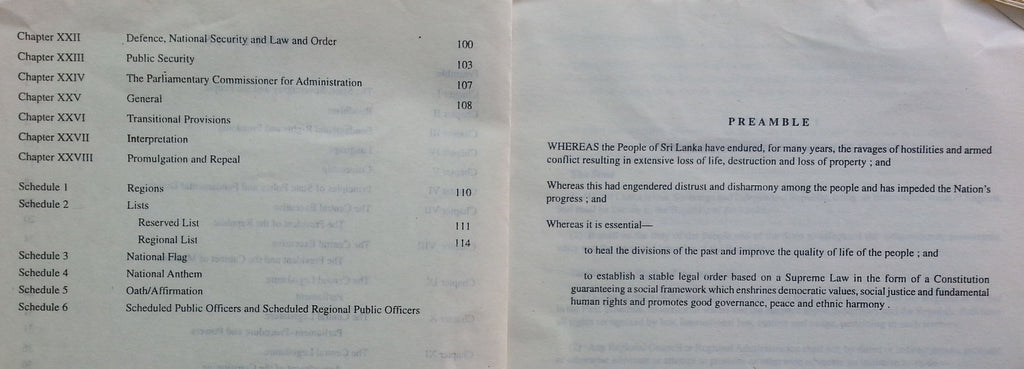 Chapter XXII Defence, National Security and Law and Order 100
Chapter XXIII Public Security 103
Chapter XXIV The Parliamentary Commissioner for Administration 107
Chapter XXV General 108
Chapter XXVI Transitional Provisions
Chapter XXVII Interpretation
Chapter XXVIII Promulgation and Repeal
Schedule 1 Regions 110
Schedule 2 Lists
Reserved List 111
Regional List 114
Schedule 3 National Flag
Schedule 4 National Anthem
Schedule 5 Oath/Affirmation
Schedule 6 Scheduled Public Officers and Scheduled Regional Public Officers
PREAMBLE
WHEREAS the People of Sri Lanka have endured, for many years, the ravages of hostilities and armed
conflict resulting in extensive loss of life, destruction and loss of property ; and
Whereas this had engendered distrust and disharmony among the people and has impeded the Nation's
progress ; and
Whereas it is essential—
to heal the divisions of the past and improve the quality of life of the people ; and
to establish a stable legal order based on a Supreme Law in the form of a Constitution
guaranteeing a social framework which enshrines democratic values, social justice and fundamental
human rights and promotes good governance, peace and ethnic harmony .